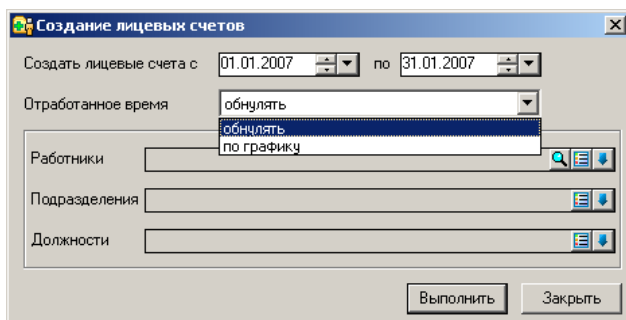 Создание лицевых счетов
Создать лицевые счета с 01.01.2007 по 31.01.2007
Отработанное время обнулять
обнулять
по графику
Работники
Подразделения
Должности
Выполнить Закрыть